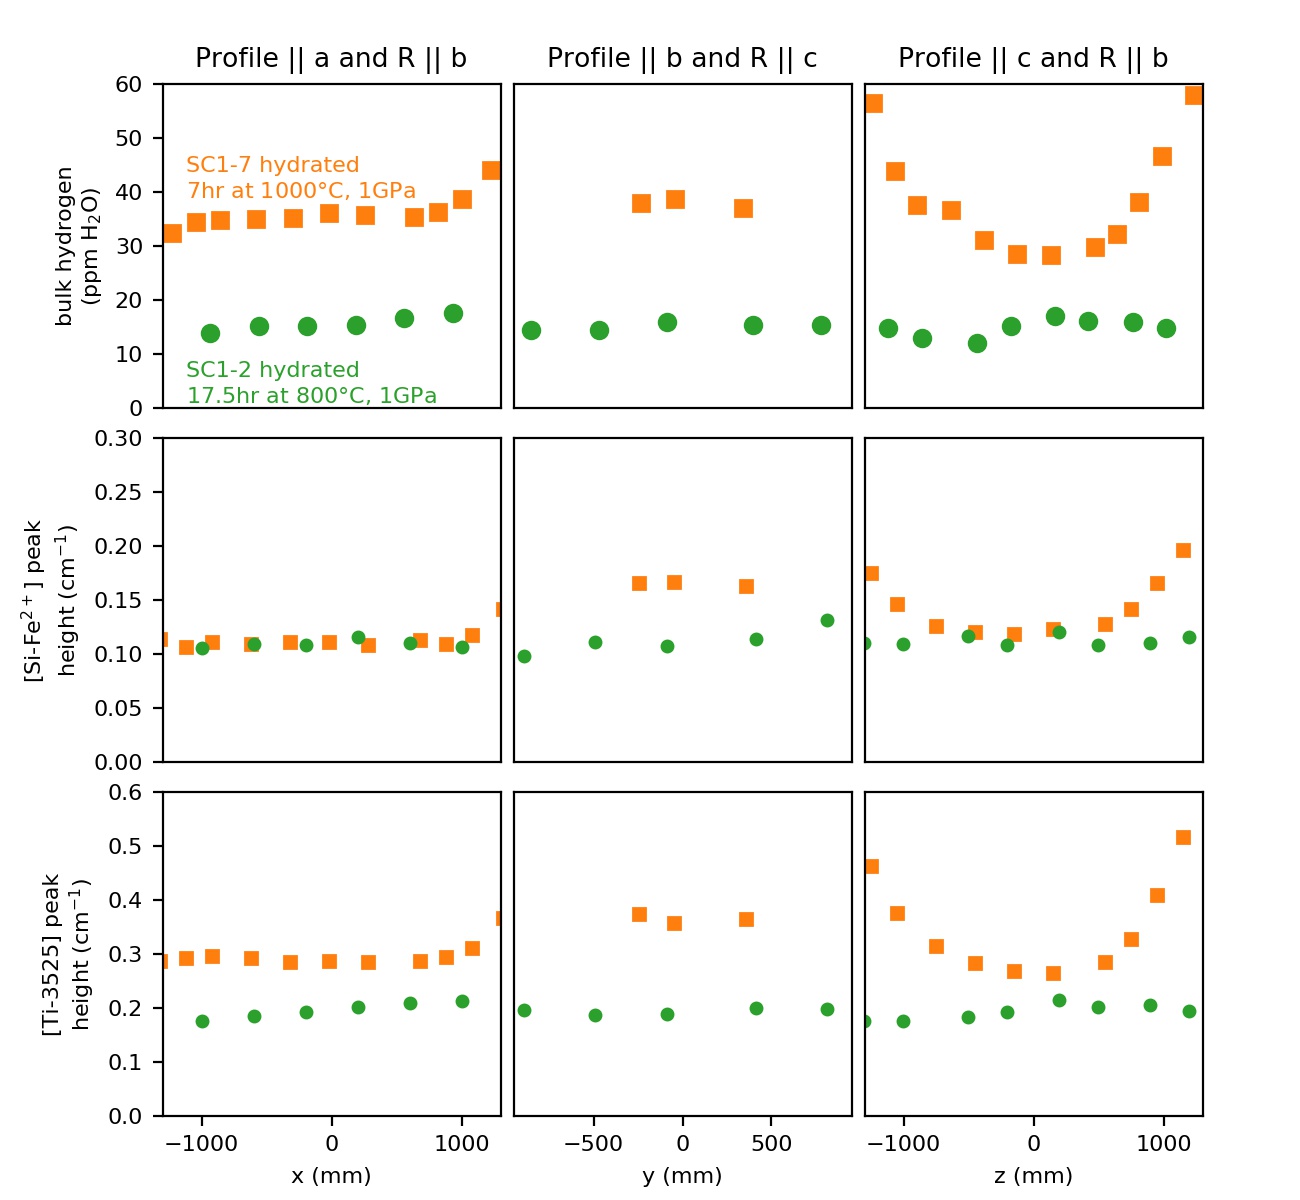 Profile || a and R || b
Profile || b and R || c
Profile || c and R || b
bulk hydrogen
(ppm H₂O)
60
50
40
30
20
10
0
SC1-7 hydrated
7hr at 1000°C, 1GPa
SC1-2 hydrated
17.5hr at 800°C, 1GPa
[Si-Fe²⁺] peak
height (cm⁻¹)
0.30
0.25
0.20
0.15
0.10
0.05
0.00
[Ti-3525] peak
height (cm⁻¹)
0.6
0.5
0.4
0.3
0.2
0.1
0.0
−1000 0 1000
−500 0 500
−1000 0 1000
x (mm)
y (mm)
z (mm)